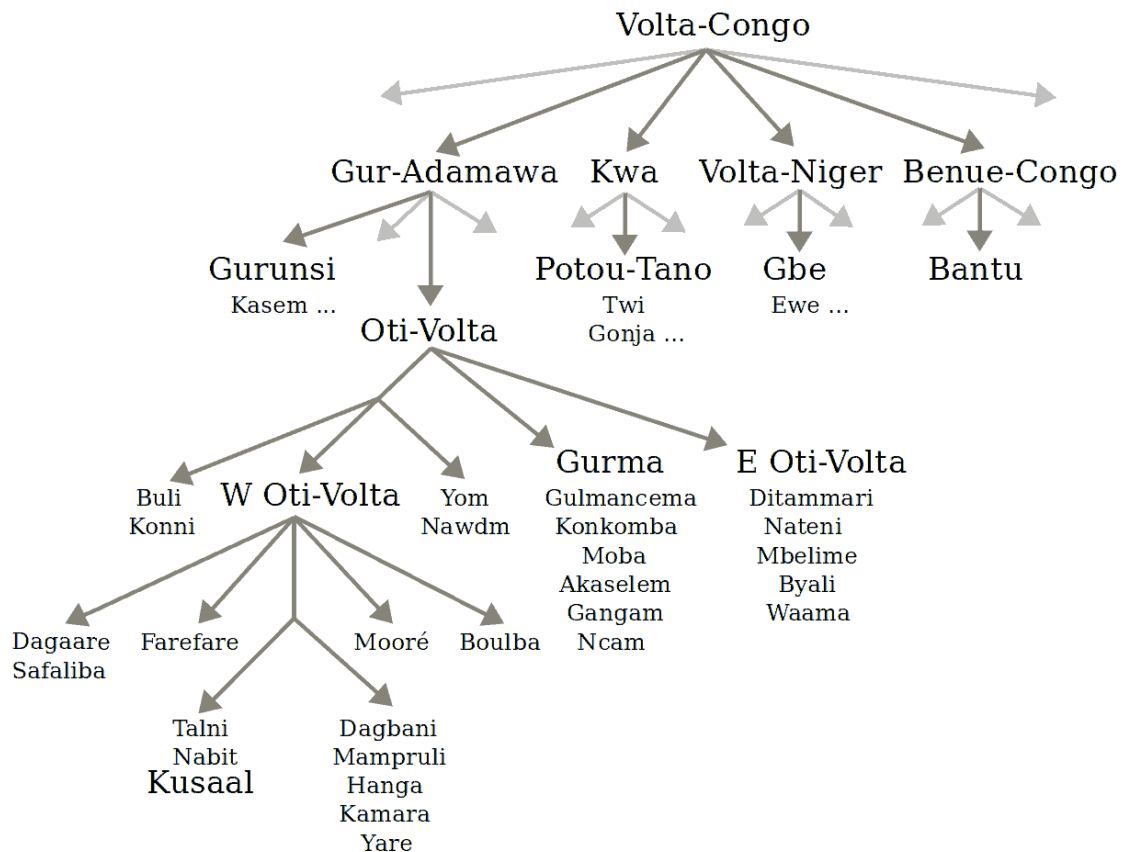 Volta-Congo
Gur-Adamawa
Kwa
Volta-Niger
Benue-Congo
Gurunsi
Kasem ...
Potou-Tano
Twi
Gonja ...
Gbe
Ewe ...
Bantu
Oti-Volta
Buli
Konni
W Oti-Volta
Yom
Nawdm
Gurma
Gulmancema
Konkomba
Moba
Akaselem
Gangam
Ncam
E Oti-Volta
Ditammari
Nateni
Mbelime
Byali
Waama
Dagaare
Safaliba
Farefare
Mooré
Boulba
Talni
Nabit
Kusaal
Dagbani
Mampruli
Hanga
Kamara
Yare